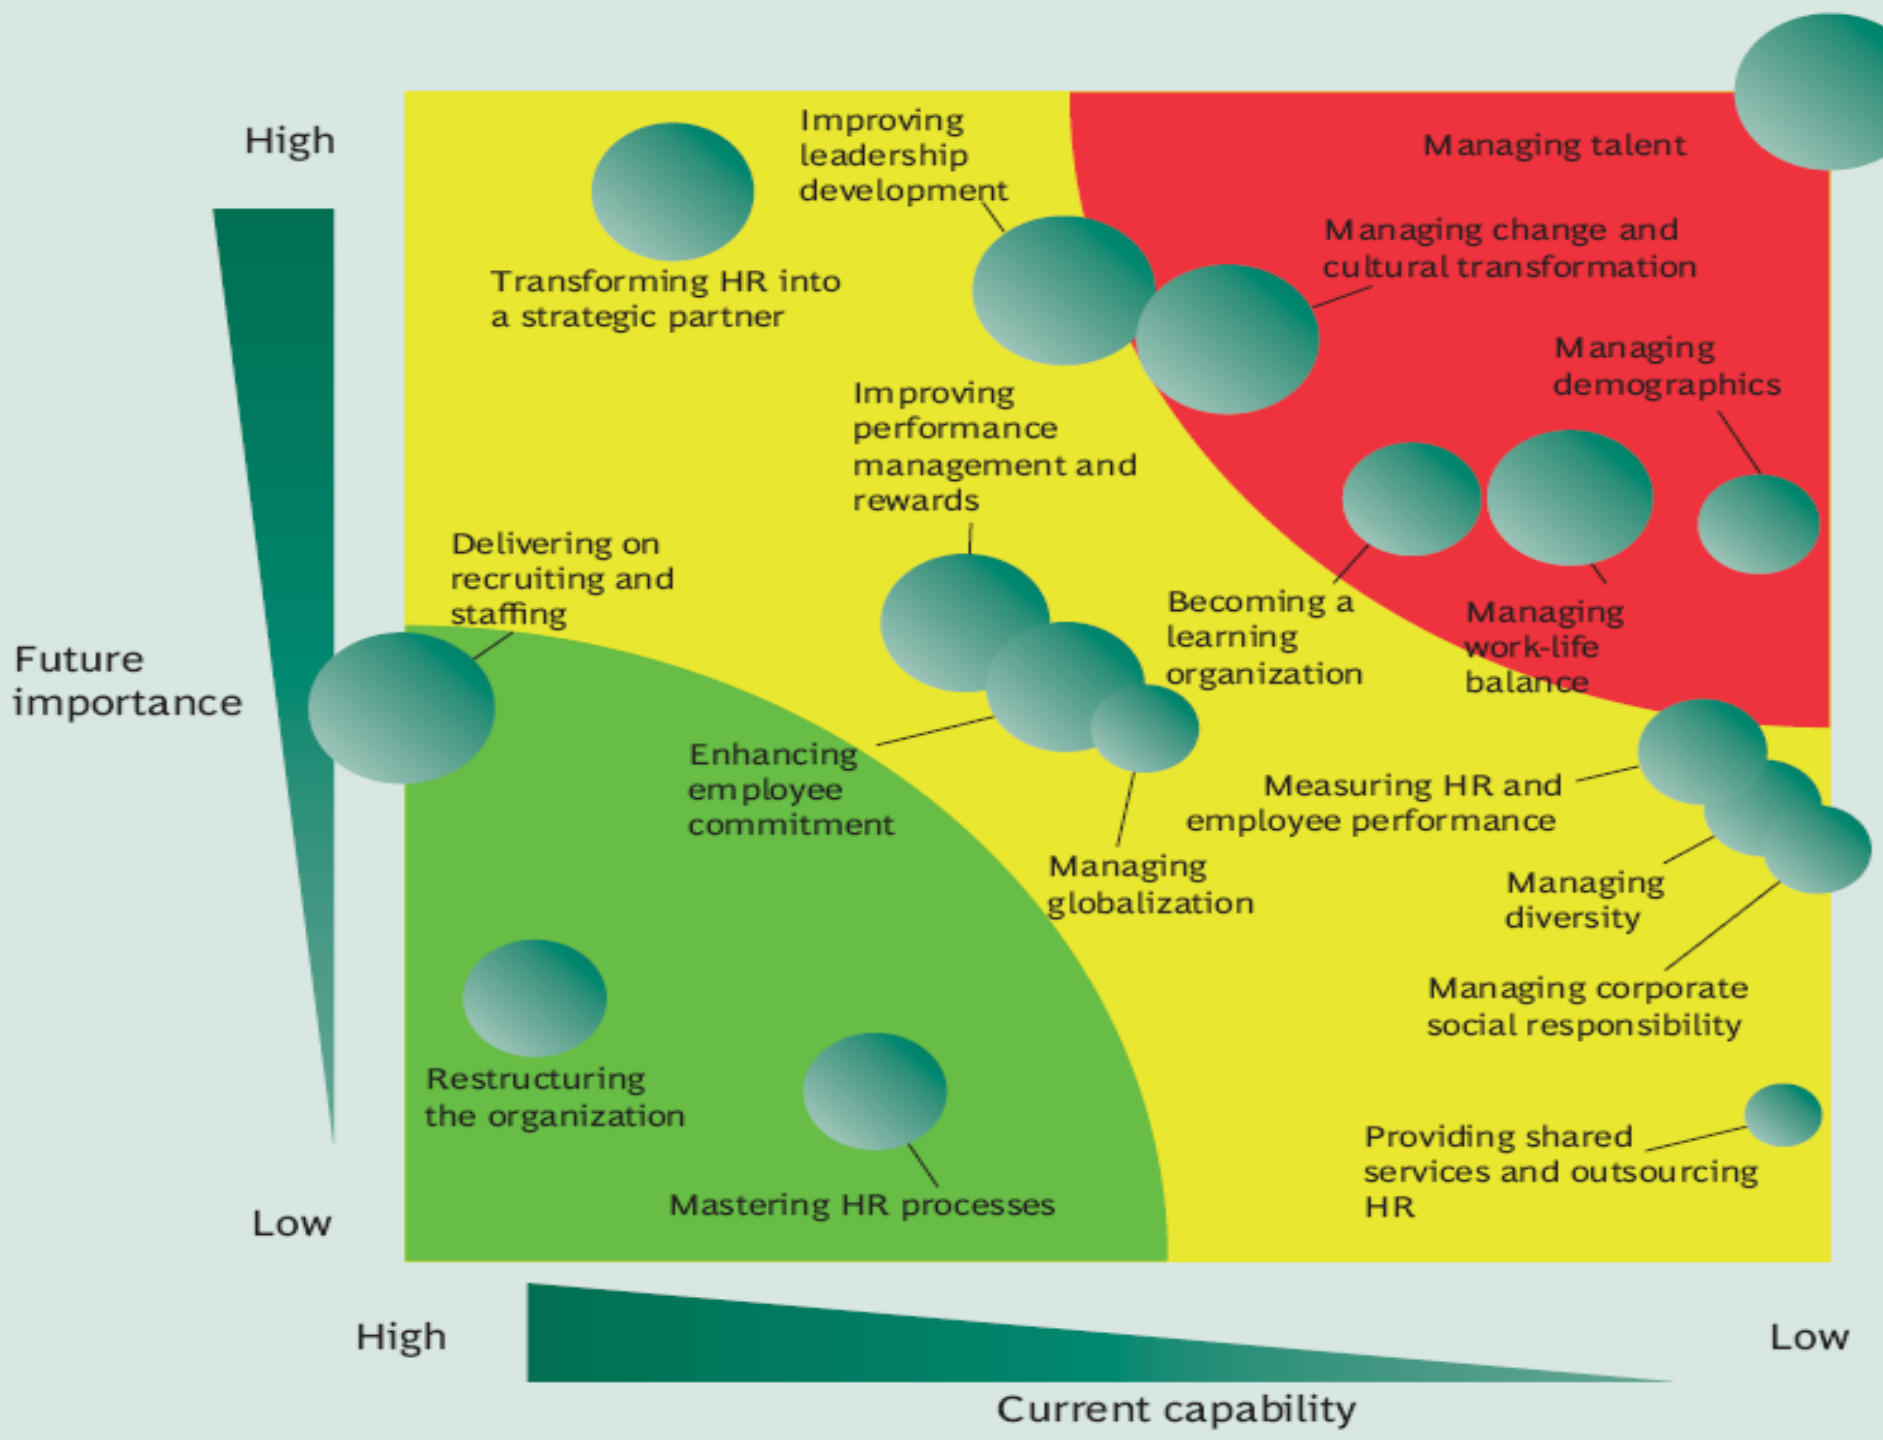 High
Improving
leadership
development
Managing talent
Transforming HR into
a strategic partner
Managing change and
cultural transformation
Managing
demographics
Improving
performance
management and
rewards
Delivering on
recruiting and
staffing
Becoming a
learning
organization
Managing
work-life
balance
Future
importance
Enhancing
employee
commitment
Measuring HR and
employee performance
Managing
globalization
Managing
diversity
Managing corporate
social responsibility
Restructuring
the organization
Mastering HR processes
Providing shared
services and outsourcing
HR
Low
High
Low
Current capability